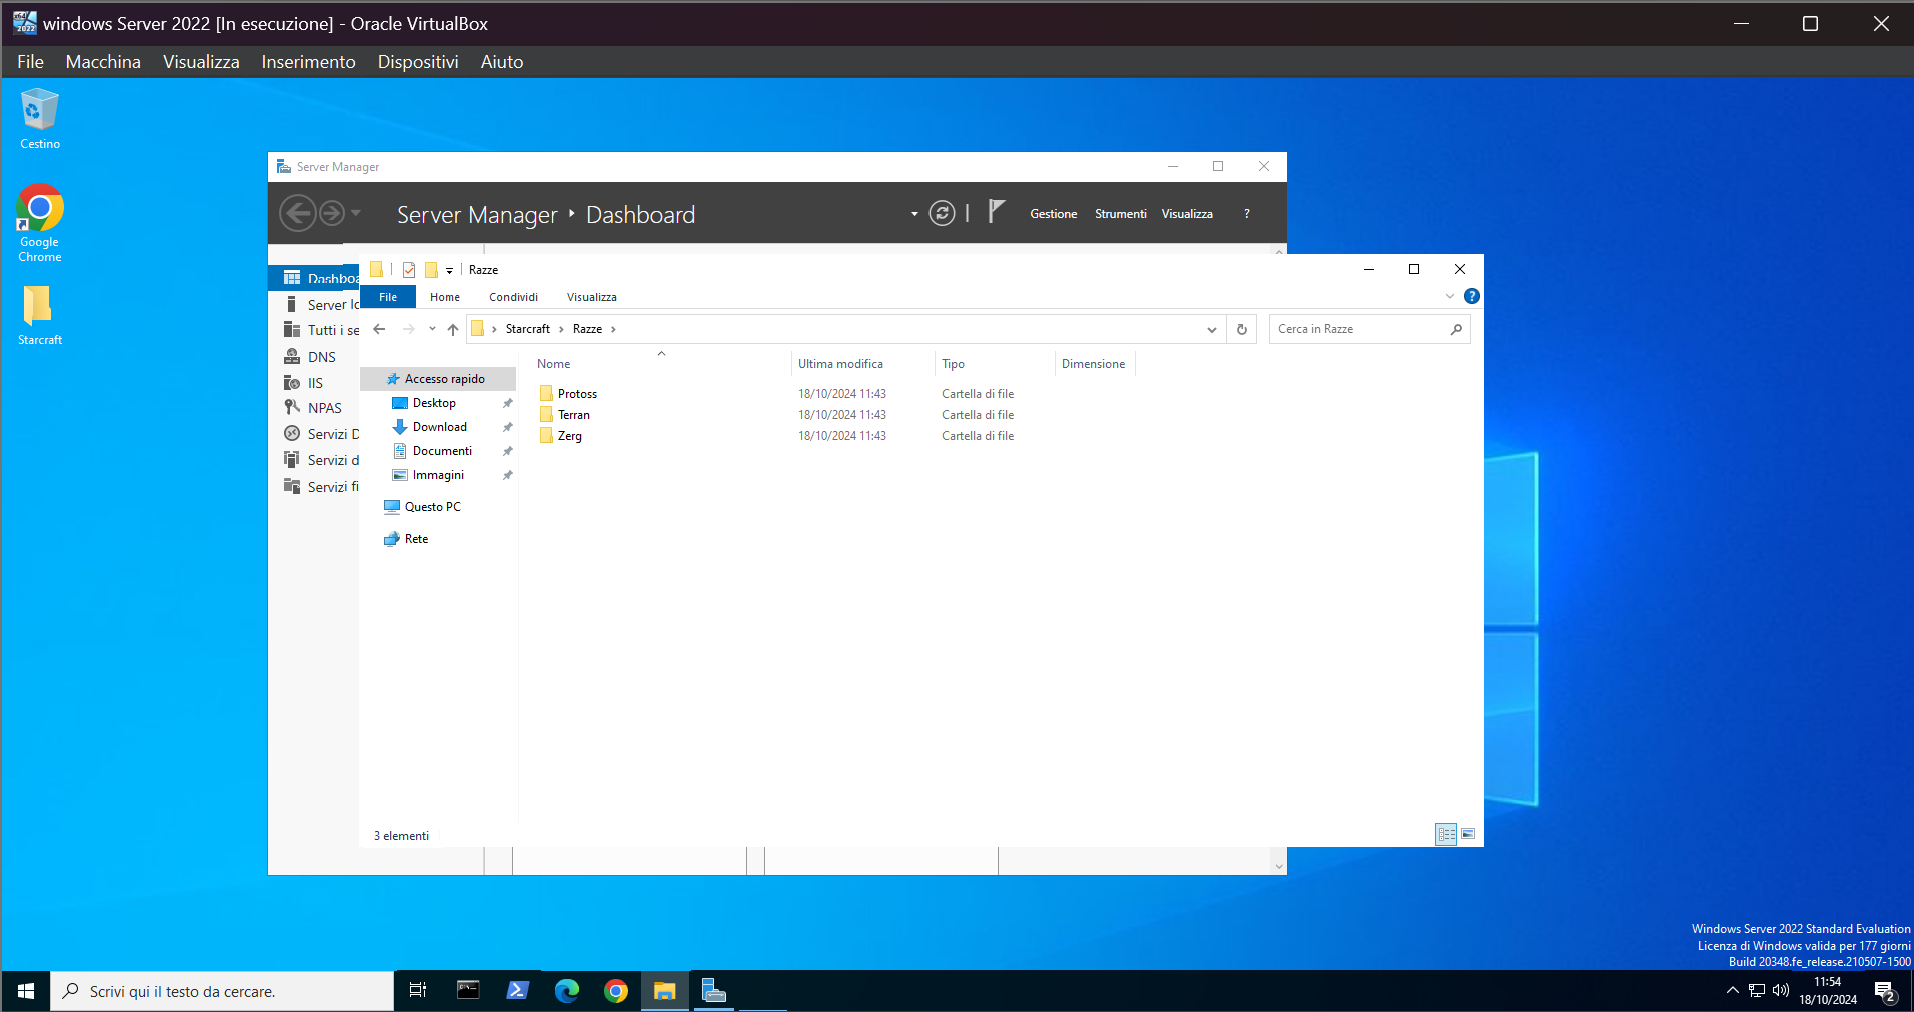 windows Server 2022 [In esecuzione] - Oracle VirtualBox
File Macchina Visualizza Inserimento Dispositivi Aiuto
Cestino
Google
Chrome
Starcraft
Server Manager
Server Manager Dashboard
Gestione Strumenti Visualizza ?
Dashboa
Server lo
Tutti i se
DNS
IIS
NPAS
Servizi D
Servizi d
Servizi fi
Razze
File Home Condividi Visualizza
Starcraft Razze
Cerca in Razze
Accesso rapido
Desktop
Download
Documenti
Immagini
Questo PC
Rete
Nome Ultima modifica Tipo Dimensione
Protoss 18/10/2024 11:43 Cartella di file
Terran 18/10/2024 11:43 Cartella di file
Zerg 18/10/2024 11:43 Cartella di file
3 elementi
Windows Server 2022 Standard Evaluation
Licenza di Windows valida per 177 giorni
Build 20348.fe_release.210507-1500
Scrivi qui il testo da cercare.
11:54
18/10/2024
2